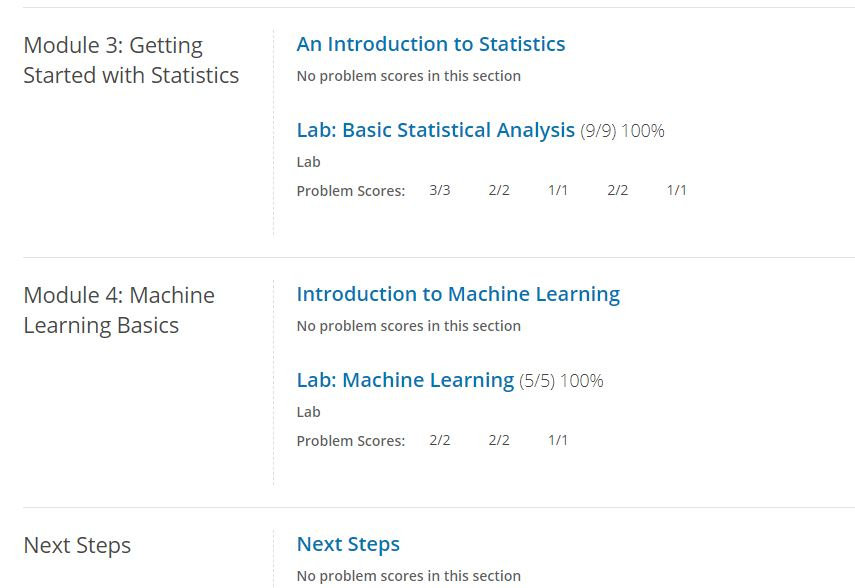 Module 3: Getting
Started with Statistics
An Introduction to Statistics
No problem scores in this section
Lab: Basic Statistical Analysis (9/9) 100%
Lab
Problem Scores: 3/3 2/2 1/1 2/2 1/1
Module 4: Machine
Learning Basics
Introduction to Machine Learning
No problem scores in this section
Lab: Machine Learning (5/5) 100%
Lab
Problem Scores: 2/2 2/2 1/1
Next Steps
Next Steps
No problem scores in this section